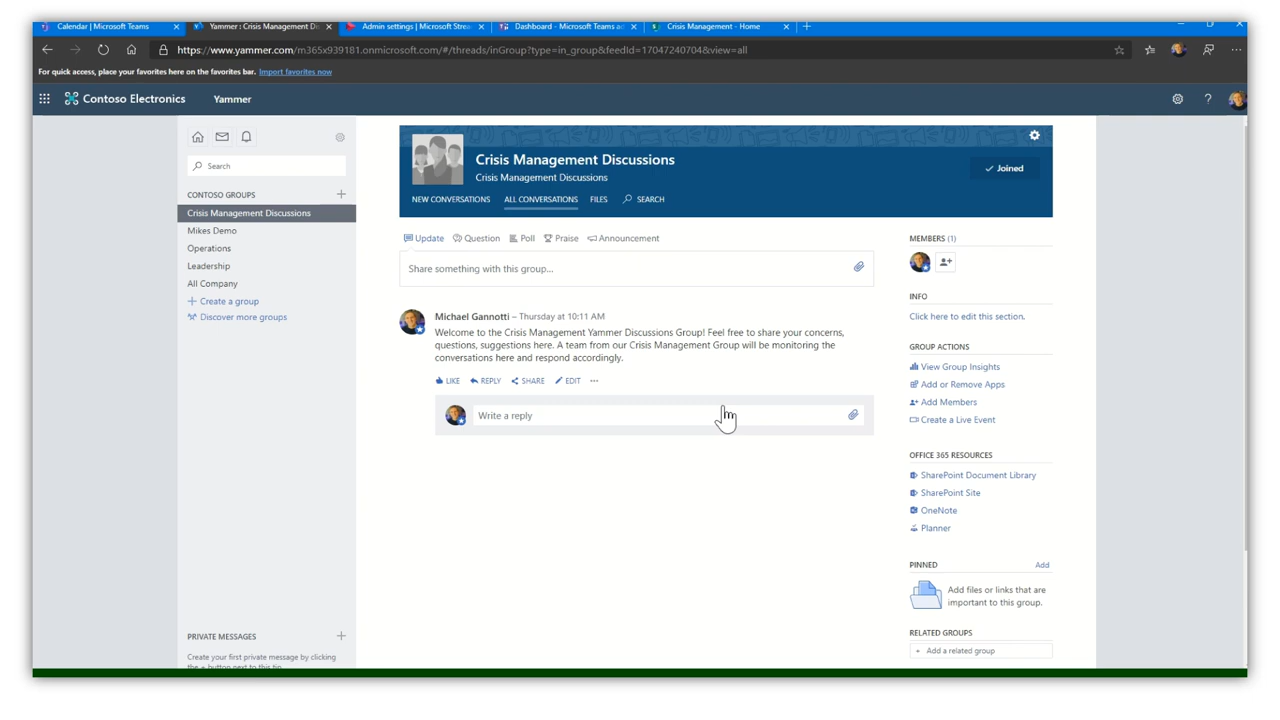 Calendar | Microsoft Teams
Yammer : Crisis Management Di
Admin settings | Microsoft Strea
Dashboard - Microsoft Teams ad
Crisis Management - Home
https://www.yammer.com/m365x939181.onmicrosoft.com/#/threads/inGroup?type=in_group&feedId=17047240704&view=all
For quick access, place your favorites here on the favorites bar. Import favorites now
Contoso Electronics Yammer
Search
CONTOSO GROUPS
Crisis Management Discussions
Mikes Demo
Operations
Leadership
All Company
Create a group
Discover more groups
PRIVATE MESSAGES
Create your first private message by clicking
the + button next to this tip.
Crisis Management Discussions
Crisis Management Discussions
Joined
NEW CONVERSATIONS ALL CONVERSATIONS FILES SEARCH
Update Question Poll Praise Announcement
Share something with this group...
Michael Gannotti – Thursday at 10:11 AM
Welcome to the Crisis Management Yammer Discussions Group! Feel free to share your concerns,
questions, suggestions here. A team from our Crisis Management Group will be monitoring the
conversations here and respond accordingly.
LIKE REPLY SHARE EDIT ...
Write a reply
MEMBERS (1)
INFO
Click here to edit this section.
GROUP ACTIONS
View Group Insights
Add or Remove Apps
Add Members
Create a Live Event
OFFICE 365 RESOURCES
SharePoint Document Library
SharePoint Site
OneNote
Planner
PINNED Add
Add files or links that are
important to this group.
RELATED GROUPS
+ Add a related group